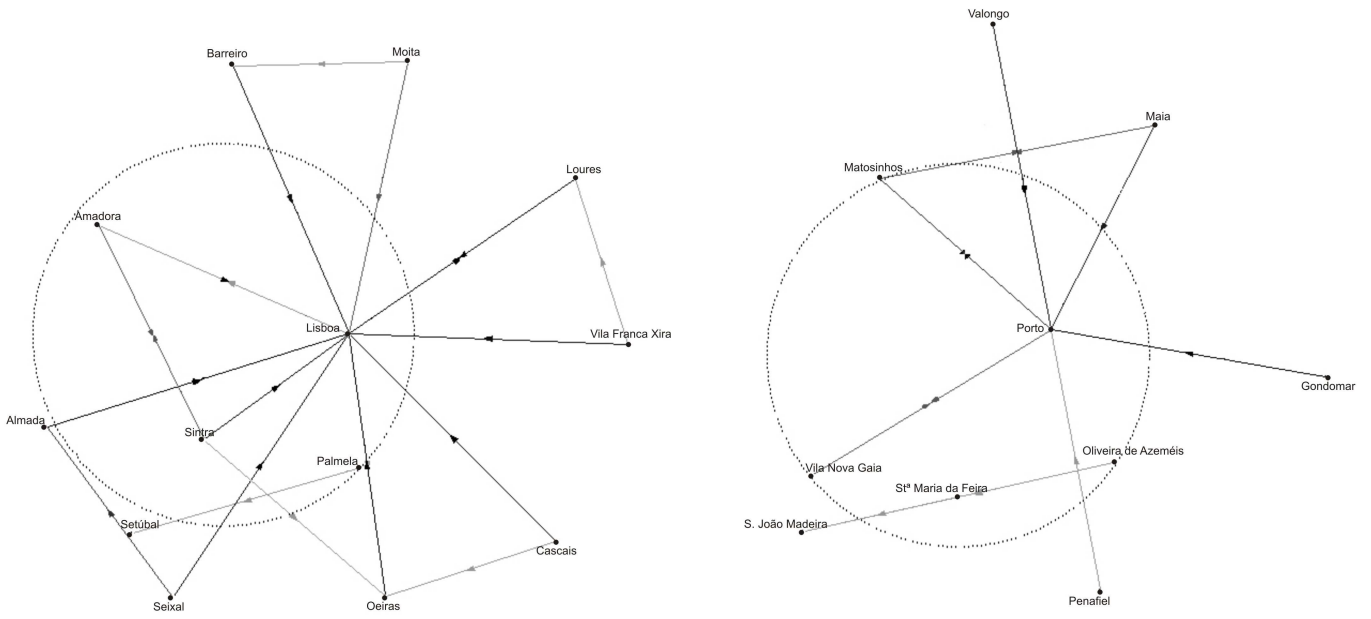 Barreiro
Moita
Loures
Amadora
Lisboa
Vila Franca Xira
Almada
Sintra
Palmela
Setúbal
Cascais
Seixal
Oeiras
Valongo
Maia
Matosinhos
Porto
Gondomar
Oliveira de Azeméis
Vila Nova Gaia
Stª Maria da Feira
S. João Madeira
Penafiel